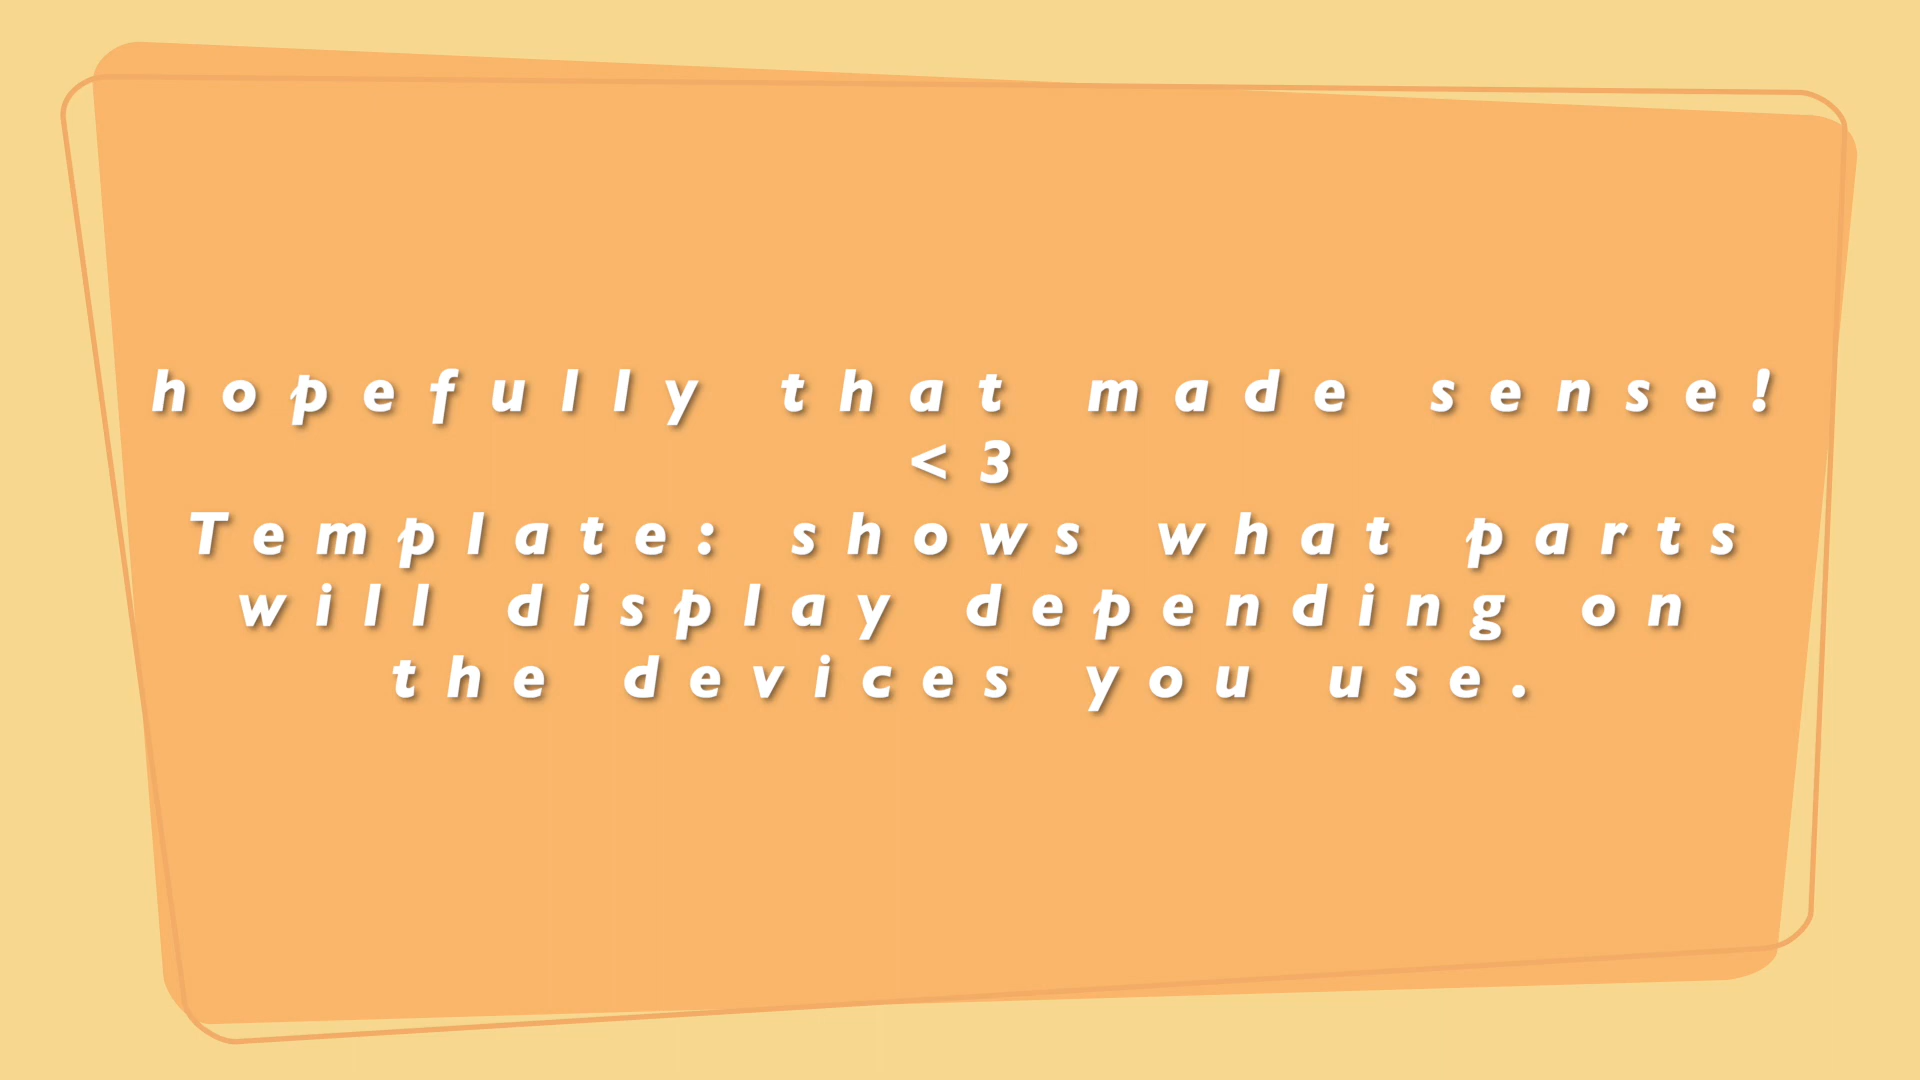 hopefully that made sense!
<3
Template: shows what parts
will display depending on
the devices you use.